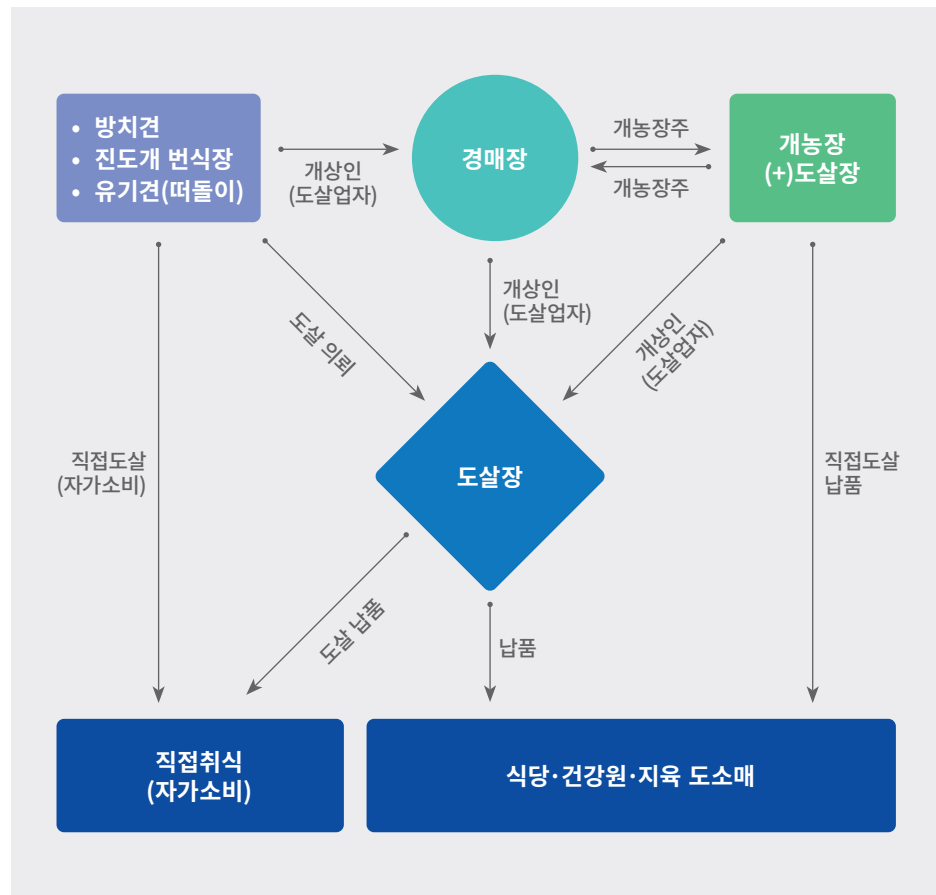 • 방치견
• 진도개 번식장
• 유기견(떠돌이)
개상인
(도살업자)
경매장
개농장주
개농장주
개농장
(+)도살장
도살 의뢰
개상인
(도살업자)
개상인
(도살업자)
직접도살
(자가소비)
도살장
직접도살
납품
도살 납품
납품
직접취식
(자가소비)
식당·건강원·지육 도소매